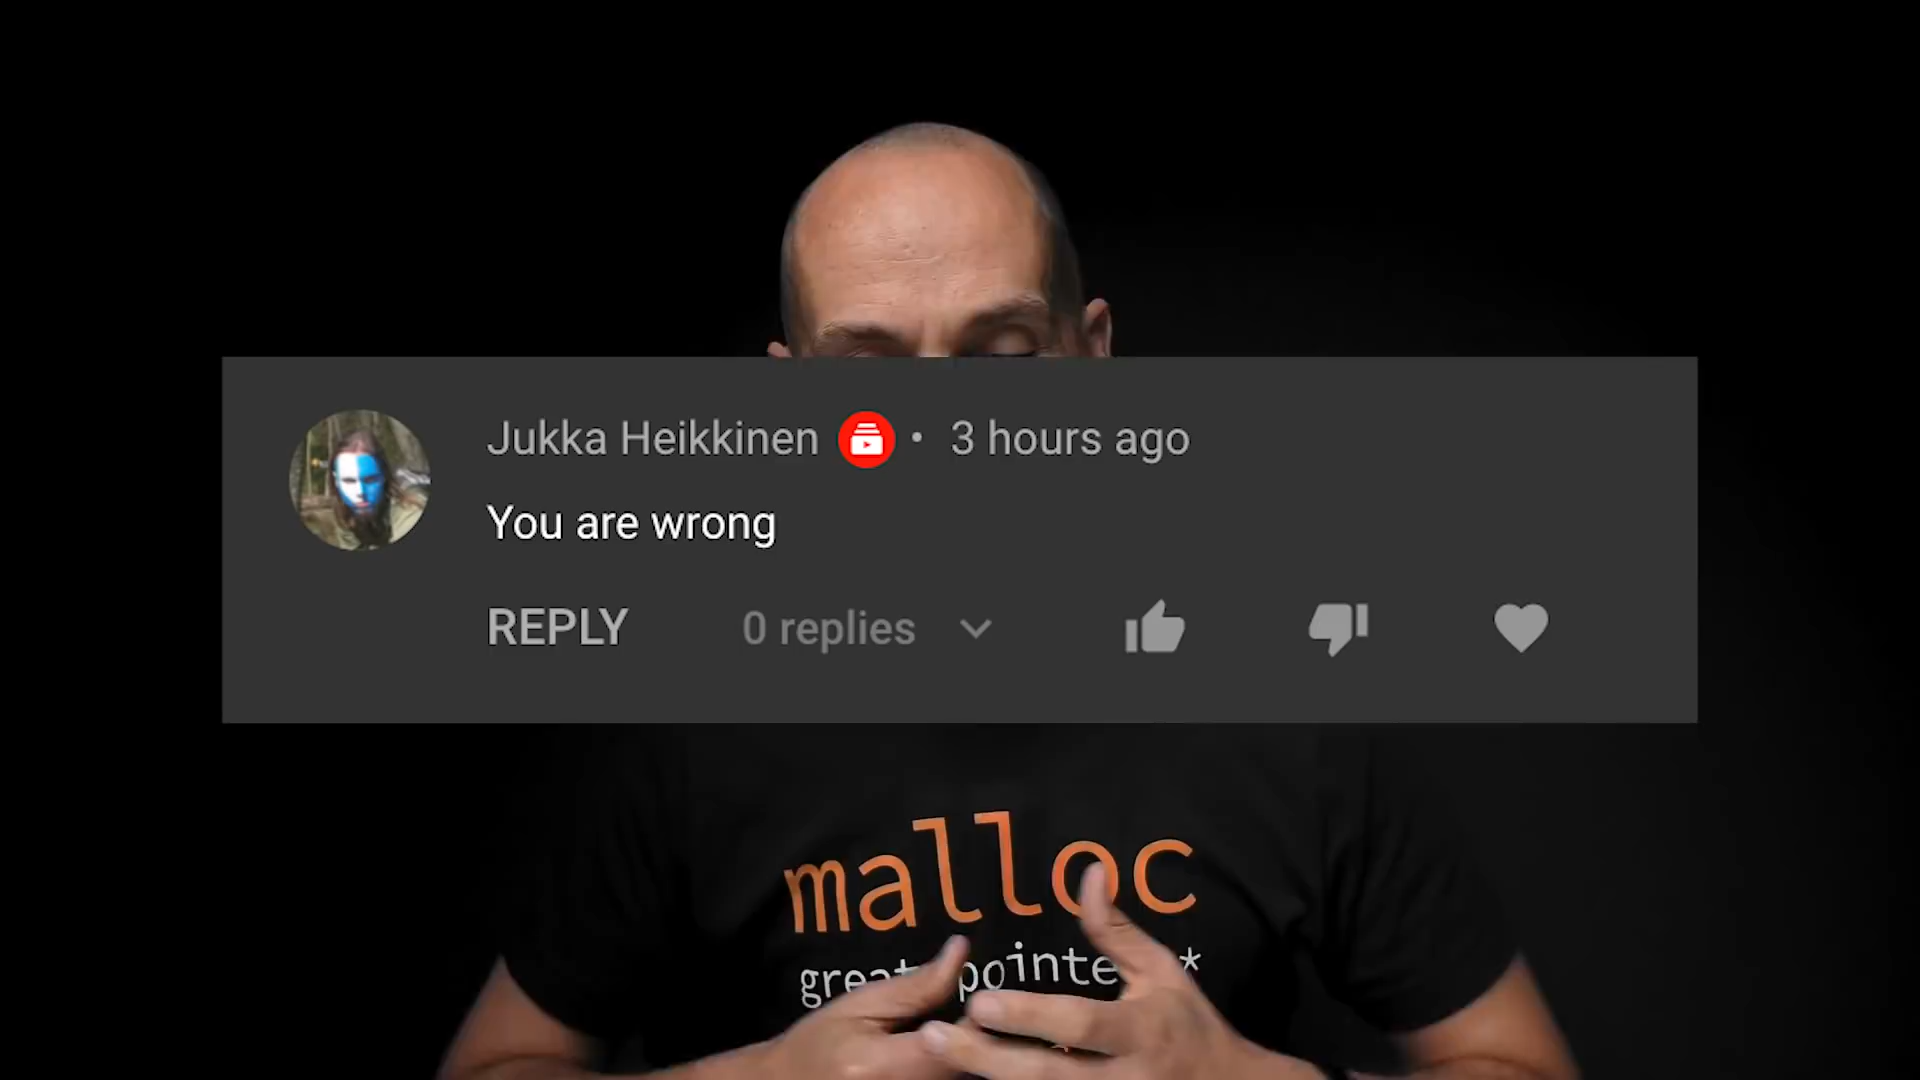 Jukka Heikkinen • 3 hours ago
You are wrong
REPLY 0 replies
malloc